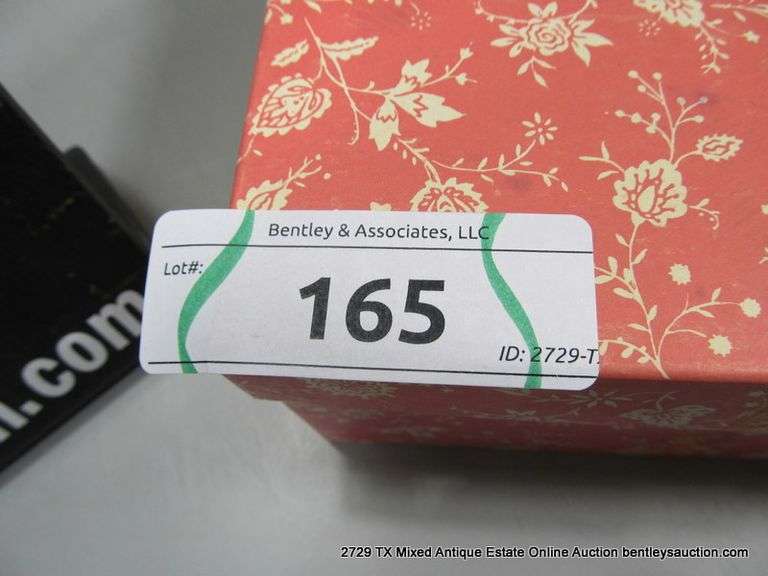 Bentley & Associates, LLC
Lot#:
165
ID: 2729-T
.com
2729 TX Mixed Antique Estate Online Auction bentleysauction.com